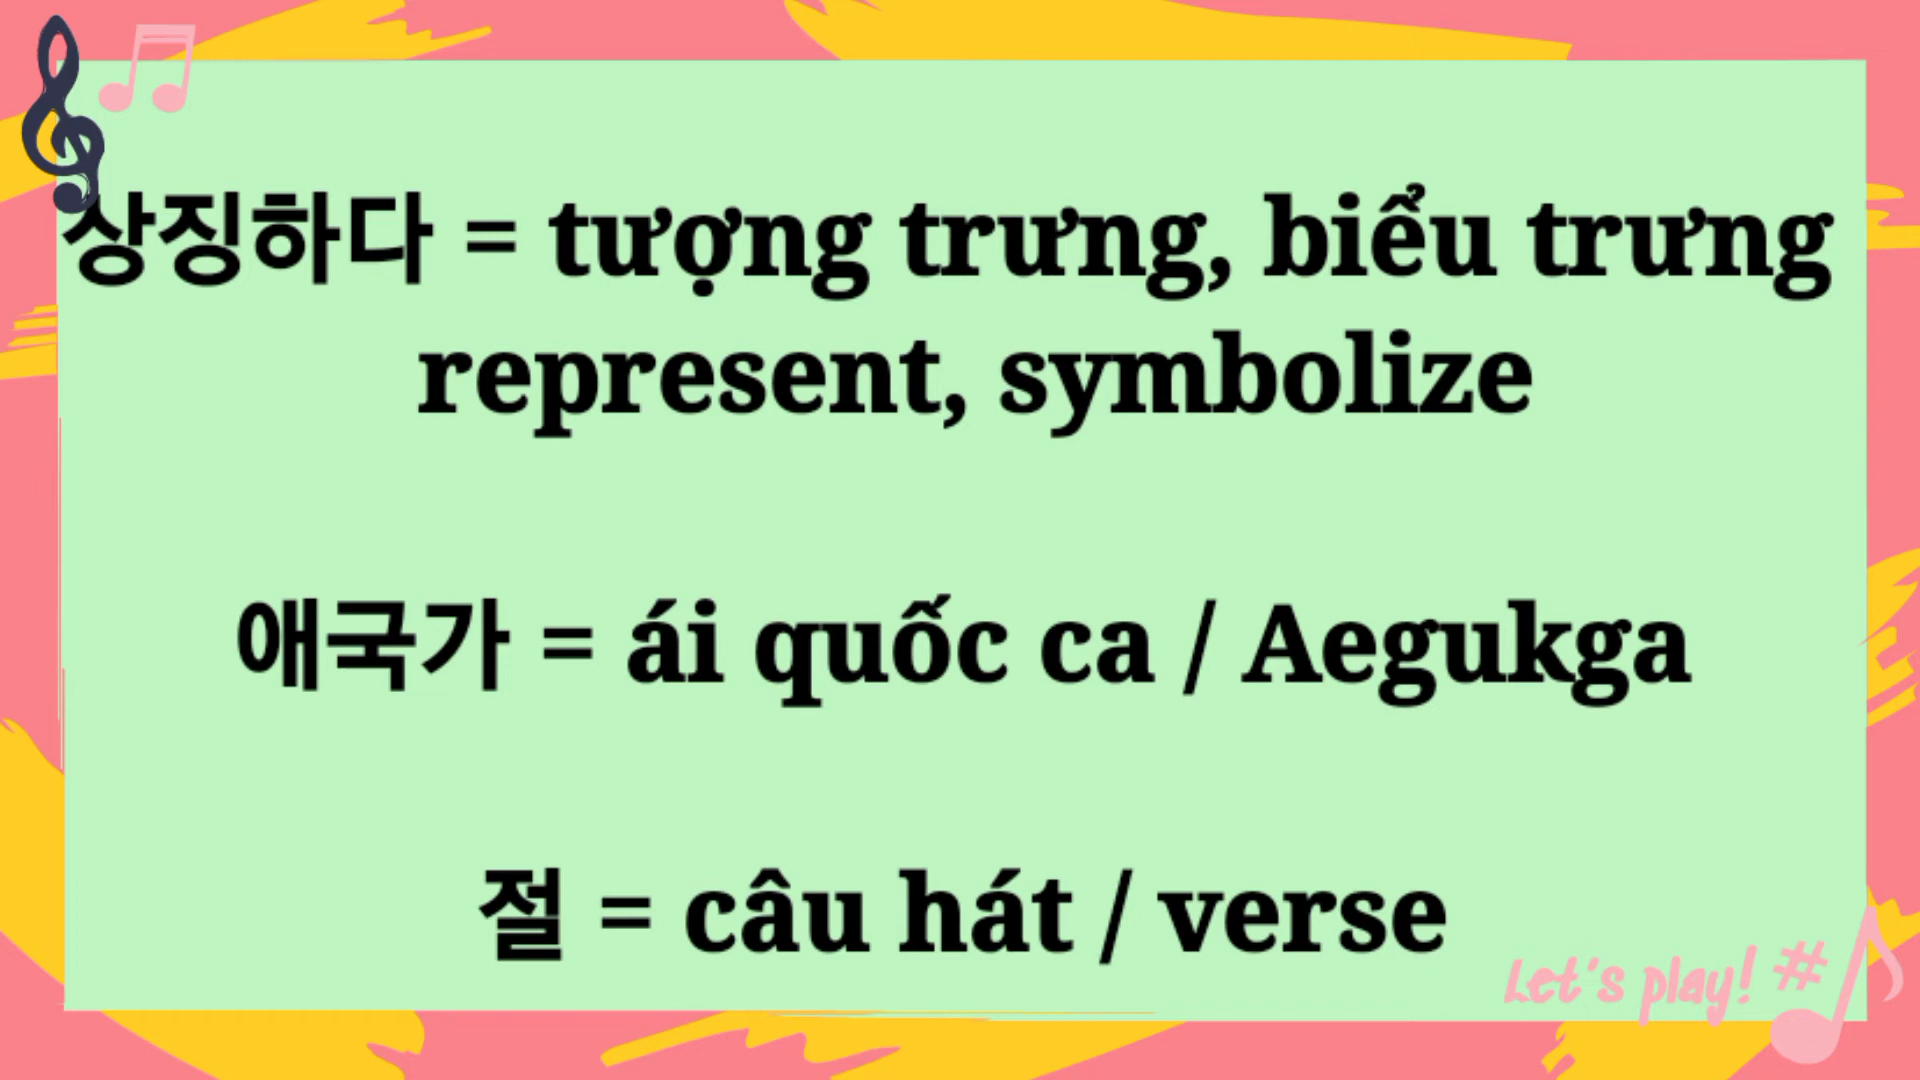 상징하다 = tượng trưng, biểu trưng
represent, symbolize
애국가 = ái quốc ca / Aegukga
절 = câu hát / verse
Let's play! #